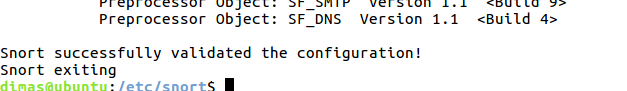 Preprocessor Object: SF_SMTP Version 1.1 <Build 9>
Preprocessor Object: SF_DNS Version 1.1 <Build 4>
Snort successfully validated the configuration!
Snort exiting
dimas@ubuntu:/etc/snort$